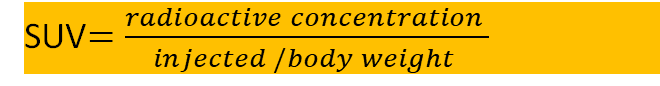 SUV= radioactive concentration
injected /body weight